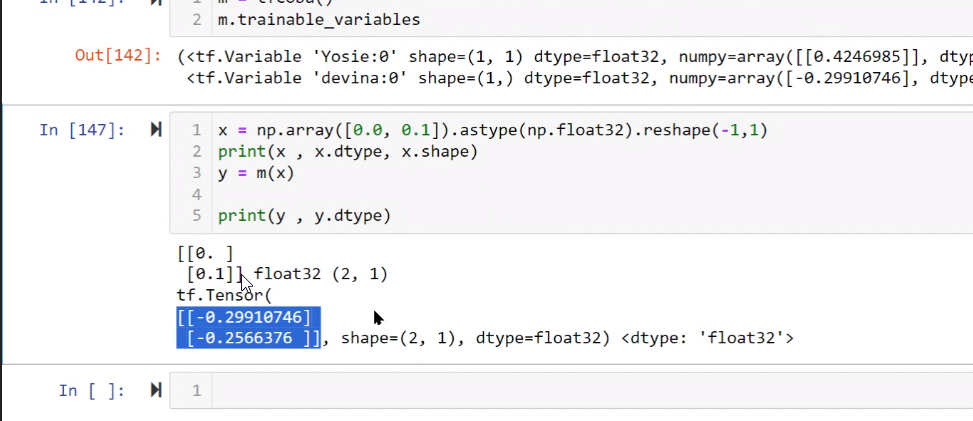 2 m.trainable_variables
Out[142]: (<tf.Variable 'Yosie:0' shape=(1, 1) dtype=float32, numpy=array([[0.4246985]],
<tf.Variable 'devina:0' shape=(1,) dtype=float32, numpy=array([-0.29910746],
In [147]: 1 x = np.array([0.0, 0.1]).astype(np.float32).reshape(-1,1)
2 print(x , x.dtype, x.shape)
3 y = m(x)
4
5 print(y , y.dtype)
[[0. ]
[0.1]] float32 (2, 1)
tf.Tensor(
[[-0.29910746]
[-0.2566376 ]], shape=(2, 1), dtype=float32) <dtype: 'float32'>
In [ ]: 1